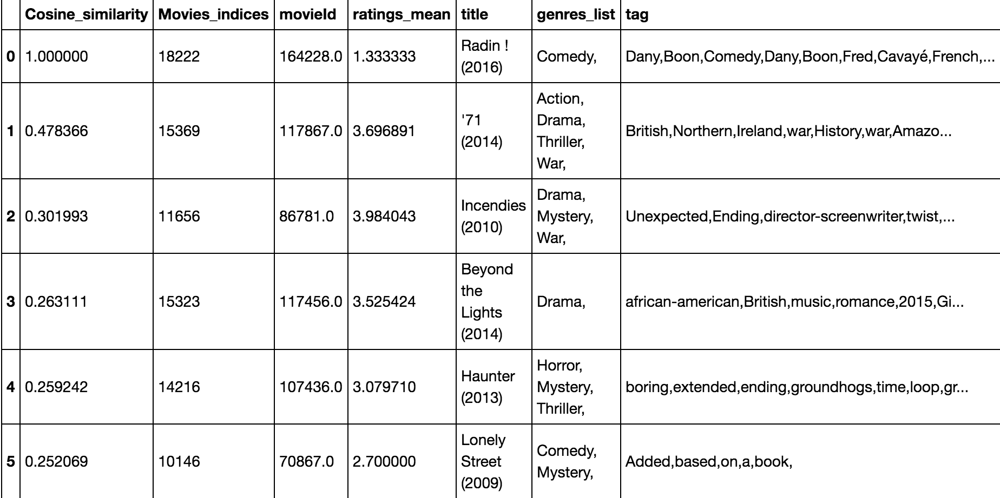 Cosine_similarity Movies_indices movieId ratings_mean title genres_list tag
0 1.000000 18222 164228.0 1.333333 Radin ! (2016) Comedy, Dany,Boon,Comedy,Dany,Boon,Fred,Cavayé,French,...
1 0.478366 15369 117867.0 3.696891 '71 (2014) Action, Drama, Thriller, War, British,Northern,Ireland,war,History,war,Amazo...
2 0.301993 11656 86781.0 3.984043 Incendies (2010) Drama, Mystery, War, Unexpected,Ending,director-screenwriter,twist,...
3 0.263111 15323 117456.0 3.525424 Beyond the Lights (2014) Drama, african-american,British,music,romance,2015,Gi...
4 0.259242 14216 107436.0 3.079710 Haunter (2013) Horror, Mystery, Thriller, boring,extended,ending,groundhogs,time,loop,gr...
5 0.252069 10146 70867.0 2.700000 Lonely Street (2009) Comedy, Mystery, Added,based,on,a,book,